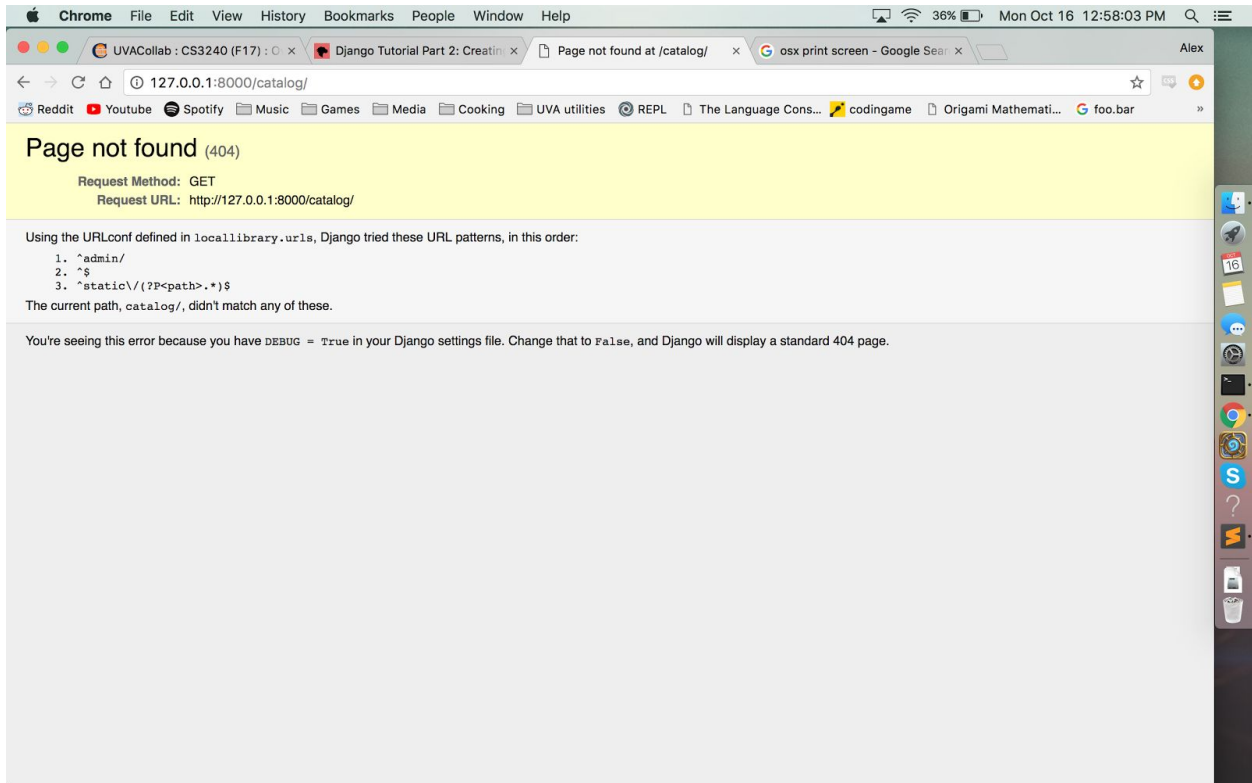 Chrome File Edit View History Bookmarks People Window Help 36% Mon Oct 16 12:58:03 PM
UVACollab : CS3240 (F17) : O Django Tutorial Part 2: Creatin Page not found at /catalog/ osx print screen - Google Sear Alex
127.0.0.1:8000/catalog/
Reddit Youtube Spotify Music Games Media Cooking UVA utilities REPL The Language Cons... codingame Origami Mathemati... foo.bar »
Page not found (404)
Request Method: GET
Request URL: http://127.0.0.1:8000/catalog/
Using the URLconf defined in locallibrary.urls, Django tried these URL patterns, in this order:
1. ^admin/
2. ^$
3. ^static\/(?P<path>.*)$
The current path, catalog/, didn't match any of these.
You're seeing this error because you have DEBUG = True in your Django settings file. Change that to False, and Django will display a standard 404 page.
16